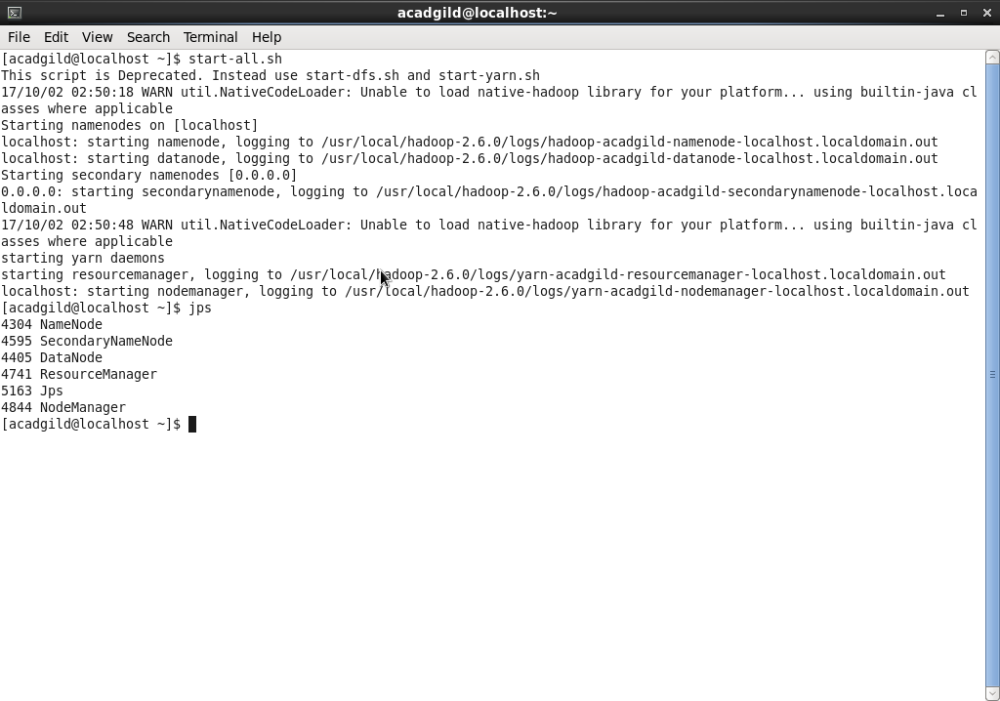 acadgild@localhost:~
File Edit View Search Terminal Help
[acadgild@localhost ~]$ start-all.sh
This script is Deprecated. Instead use start-dfs.sh and start-yarn.sh
17/10/02 02:50:18 WARN util.NativeCodeLoader: Unable to load native-hadoop library for your platform... using builtin-java cl
asses where applicable
Starting namenodes on [localhost]
localhost: starting namenode, logging to /usr/local/hadoop-2.6.0/logs/hadoop-acadgild-namenode-localhost.localdomain.out
localhost: starting datanode, logging to /usr/local/hadoop-2.6.0/logs/hadoop-acadgild-datanode-localhost.localdomain.out
Starting secondary namenodes [0.0.0.0]
0.0.0.0: starting secondarynamenode, logging to /usr/local/hadoop-2.6.0/logs/hadoop-acadgild-secondarynamenode-localhost.loca
ldomain.out
17/10/02 02:50:48 WARN util.NativeCodeLoader: Unable to load native-hadoop library for your platform... using builtin-java cl
asses where applicable
starting yarn daemons
starting resourcemanager, logging to /usr/local/hadoop-2.6.0/logs/yarn-acadgild-resourcemanager-localhost.localdomain.out
localhost: starting nodemanager, logging to /usr/local/hadoop-2.6.0/logs/yarn-acadgild-nodemanager-localhost.localdomain.out
[acadgild@localhost ~]$ jps
4304 NameNode
4595 SecondaryNameNode
4405 DataNode
4741 ResourceManager
5163 Jps
4844 NodeManager
[acadgild@localhost ~]$